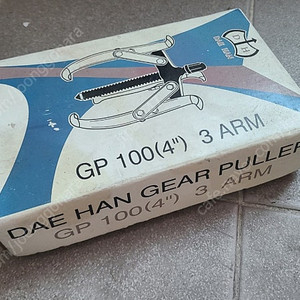 D H
GP 100(4") 3 ARM
DAE HAN GEAR PULLER
GP 100(4") 3 ARM